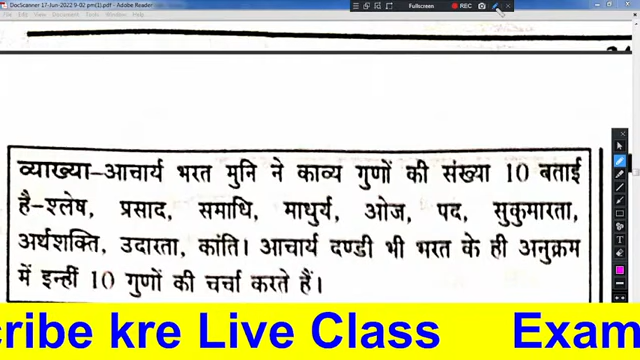 DocScanner 17-Jun-2022 9-02 pm(1).pdf - Adobe Reader
File Edit View Document Tools Window Help
Fullscreen REC
व्याख्या–आचार्य भरत मुनि ने काव्य गुणों की संख्या 10 बताई
है–श्लेष, प्रसाद, समाधि, माधुर्य, ओज, पद, सुकुमारता,
अर्थशक्ति, उदारता, कांति। आचार्य दण्डी भी भरत के ही अनुक्रम
में इन्हीं 10 गुणों की चर्चा करते हैं।
cribe kre Live Class Exam